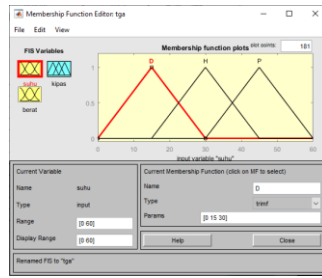 Membership Function Editor: tga
File Edit View
FIS Variables
Membership function plots plot points: 181
suhu kipas
berat
D H P
1
0.5
0
0 10 20 30 40 50 60
input variable "suhu"
Current Variable
Name suhu
Type input
Range [0 60]
Display Range [0 60]
Current Membership Function (click on MF to select)
Name D
Type trimf
Params [0 15 30]
Help Close
Renamed FIS to "tga"